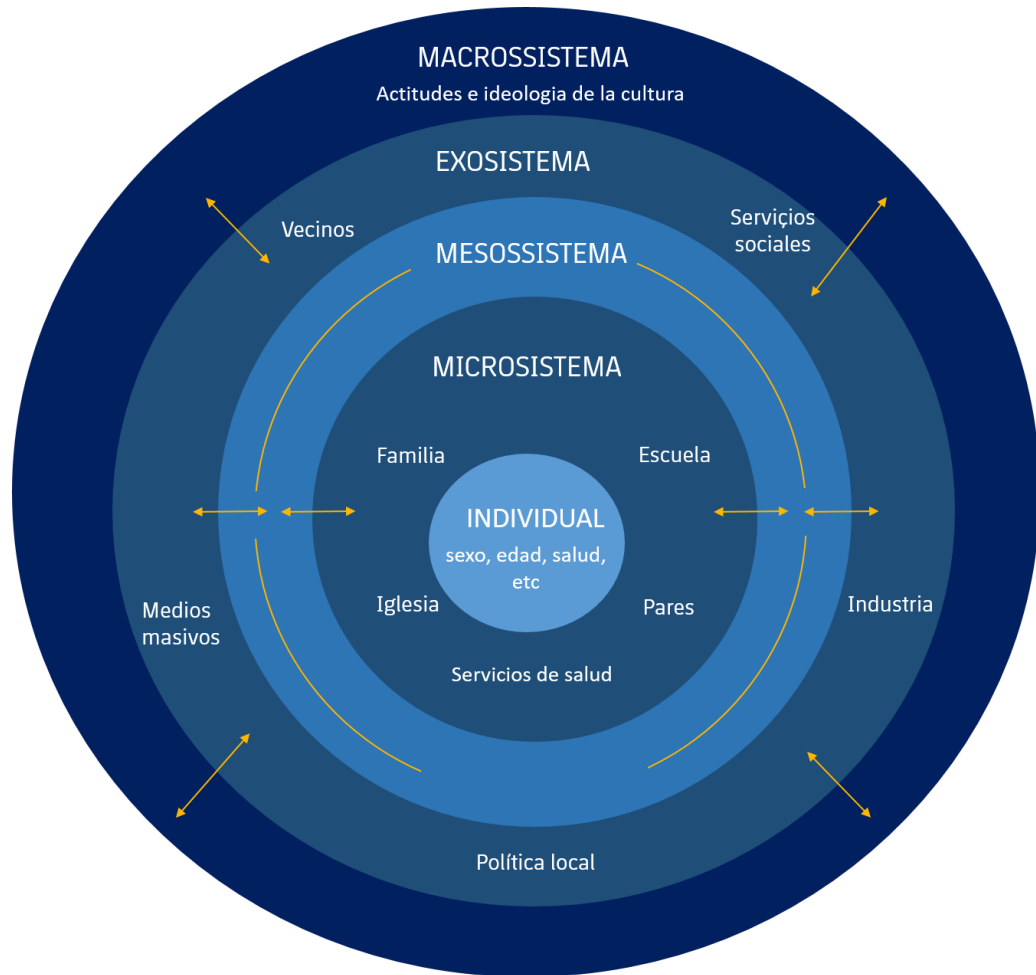 MACROSSISTEMA
Actitudes e ideologia de la cultura
EXOSISTEMA
Vecinos
Serviçios
sociales
MESOSSISTEMA
MICROSISTEMA
Familia
Escuela
INDIVIDUAL
sexo, edad, salud,
etc
Iglesia
Pares
Medios
masivos
Industria
Servicios de salud
Política local